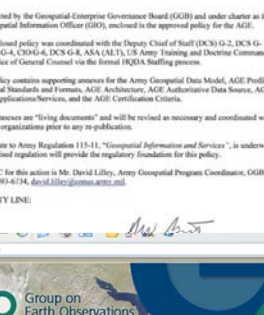 ted by the Geospatial-Enterprise Governance Board (GGB) and under charter as th
patial Information Officer (GIO), enclosed is the approved policy for the AGE.
losed policy was coordinated with the Deputy Chief of Staff (DCS) G-2, DCS G-
G-4, CIO/G-6, DCS G-8, ASA (ALT), US Army Training and Doctrine Comman
ice of General Counsel via the formal HQDA Staffing process.
licy contains supporting annexes for the Army Geospatial Data Model, AGE Profil
al Standards and Formats, AGE Architecture, AGE Authoritative Data Source, AG
Applications/Services, and the AGE Certification Criteria.
nnexes are "living documents" and will be revised as necessary and coordinated w
organizations prior to any re-publication.
ate to Army Regulation 115-11, "Geospatial Information and Services", is underw
ised regulation will provide the regulatory foundation for this policy.
C for this action is Mr. David Lilley, Army Geospatial Program Coordinator, GGB
93-6734, david.lilley@conus.army.mil.
TY LINE:
Group on
Earth Observations